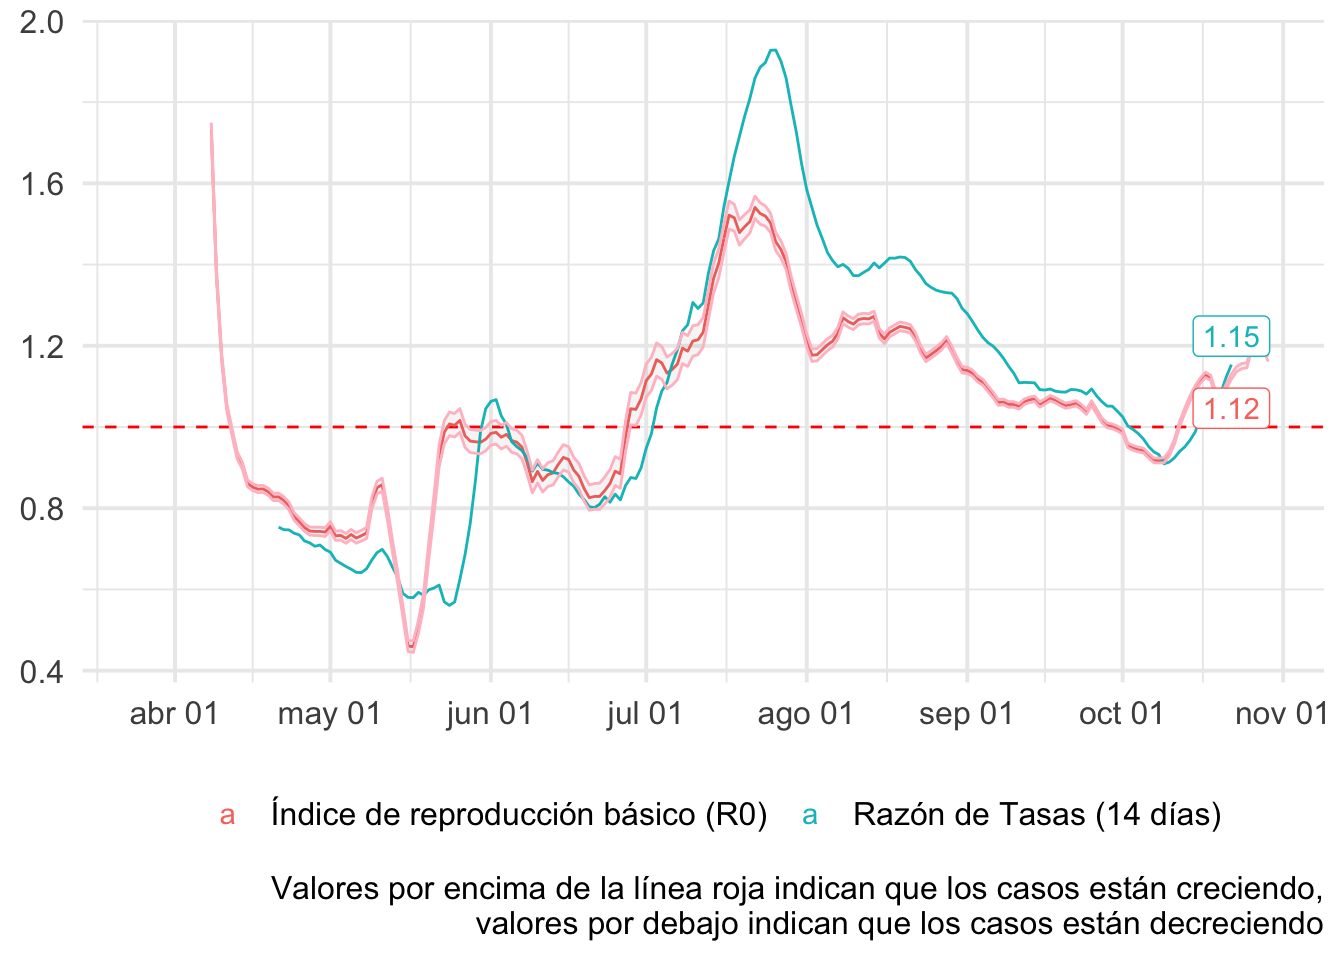 2.0
1.6
1.2
0.8
0.4
1.15
1.12
abr 01 may 01 jun 01 jul 01 ago 01 sep 01 oct 01 nov 01
a Índice de reproducción básico (R0) a Razón de Tasas (14 días)
Valores por encima de la línea roja indican que los casos están creciendo,
valores por debajo indican que los casos están decreciendo